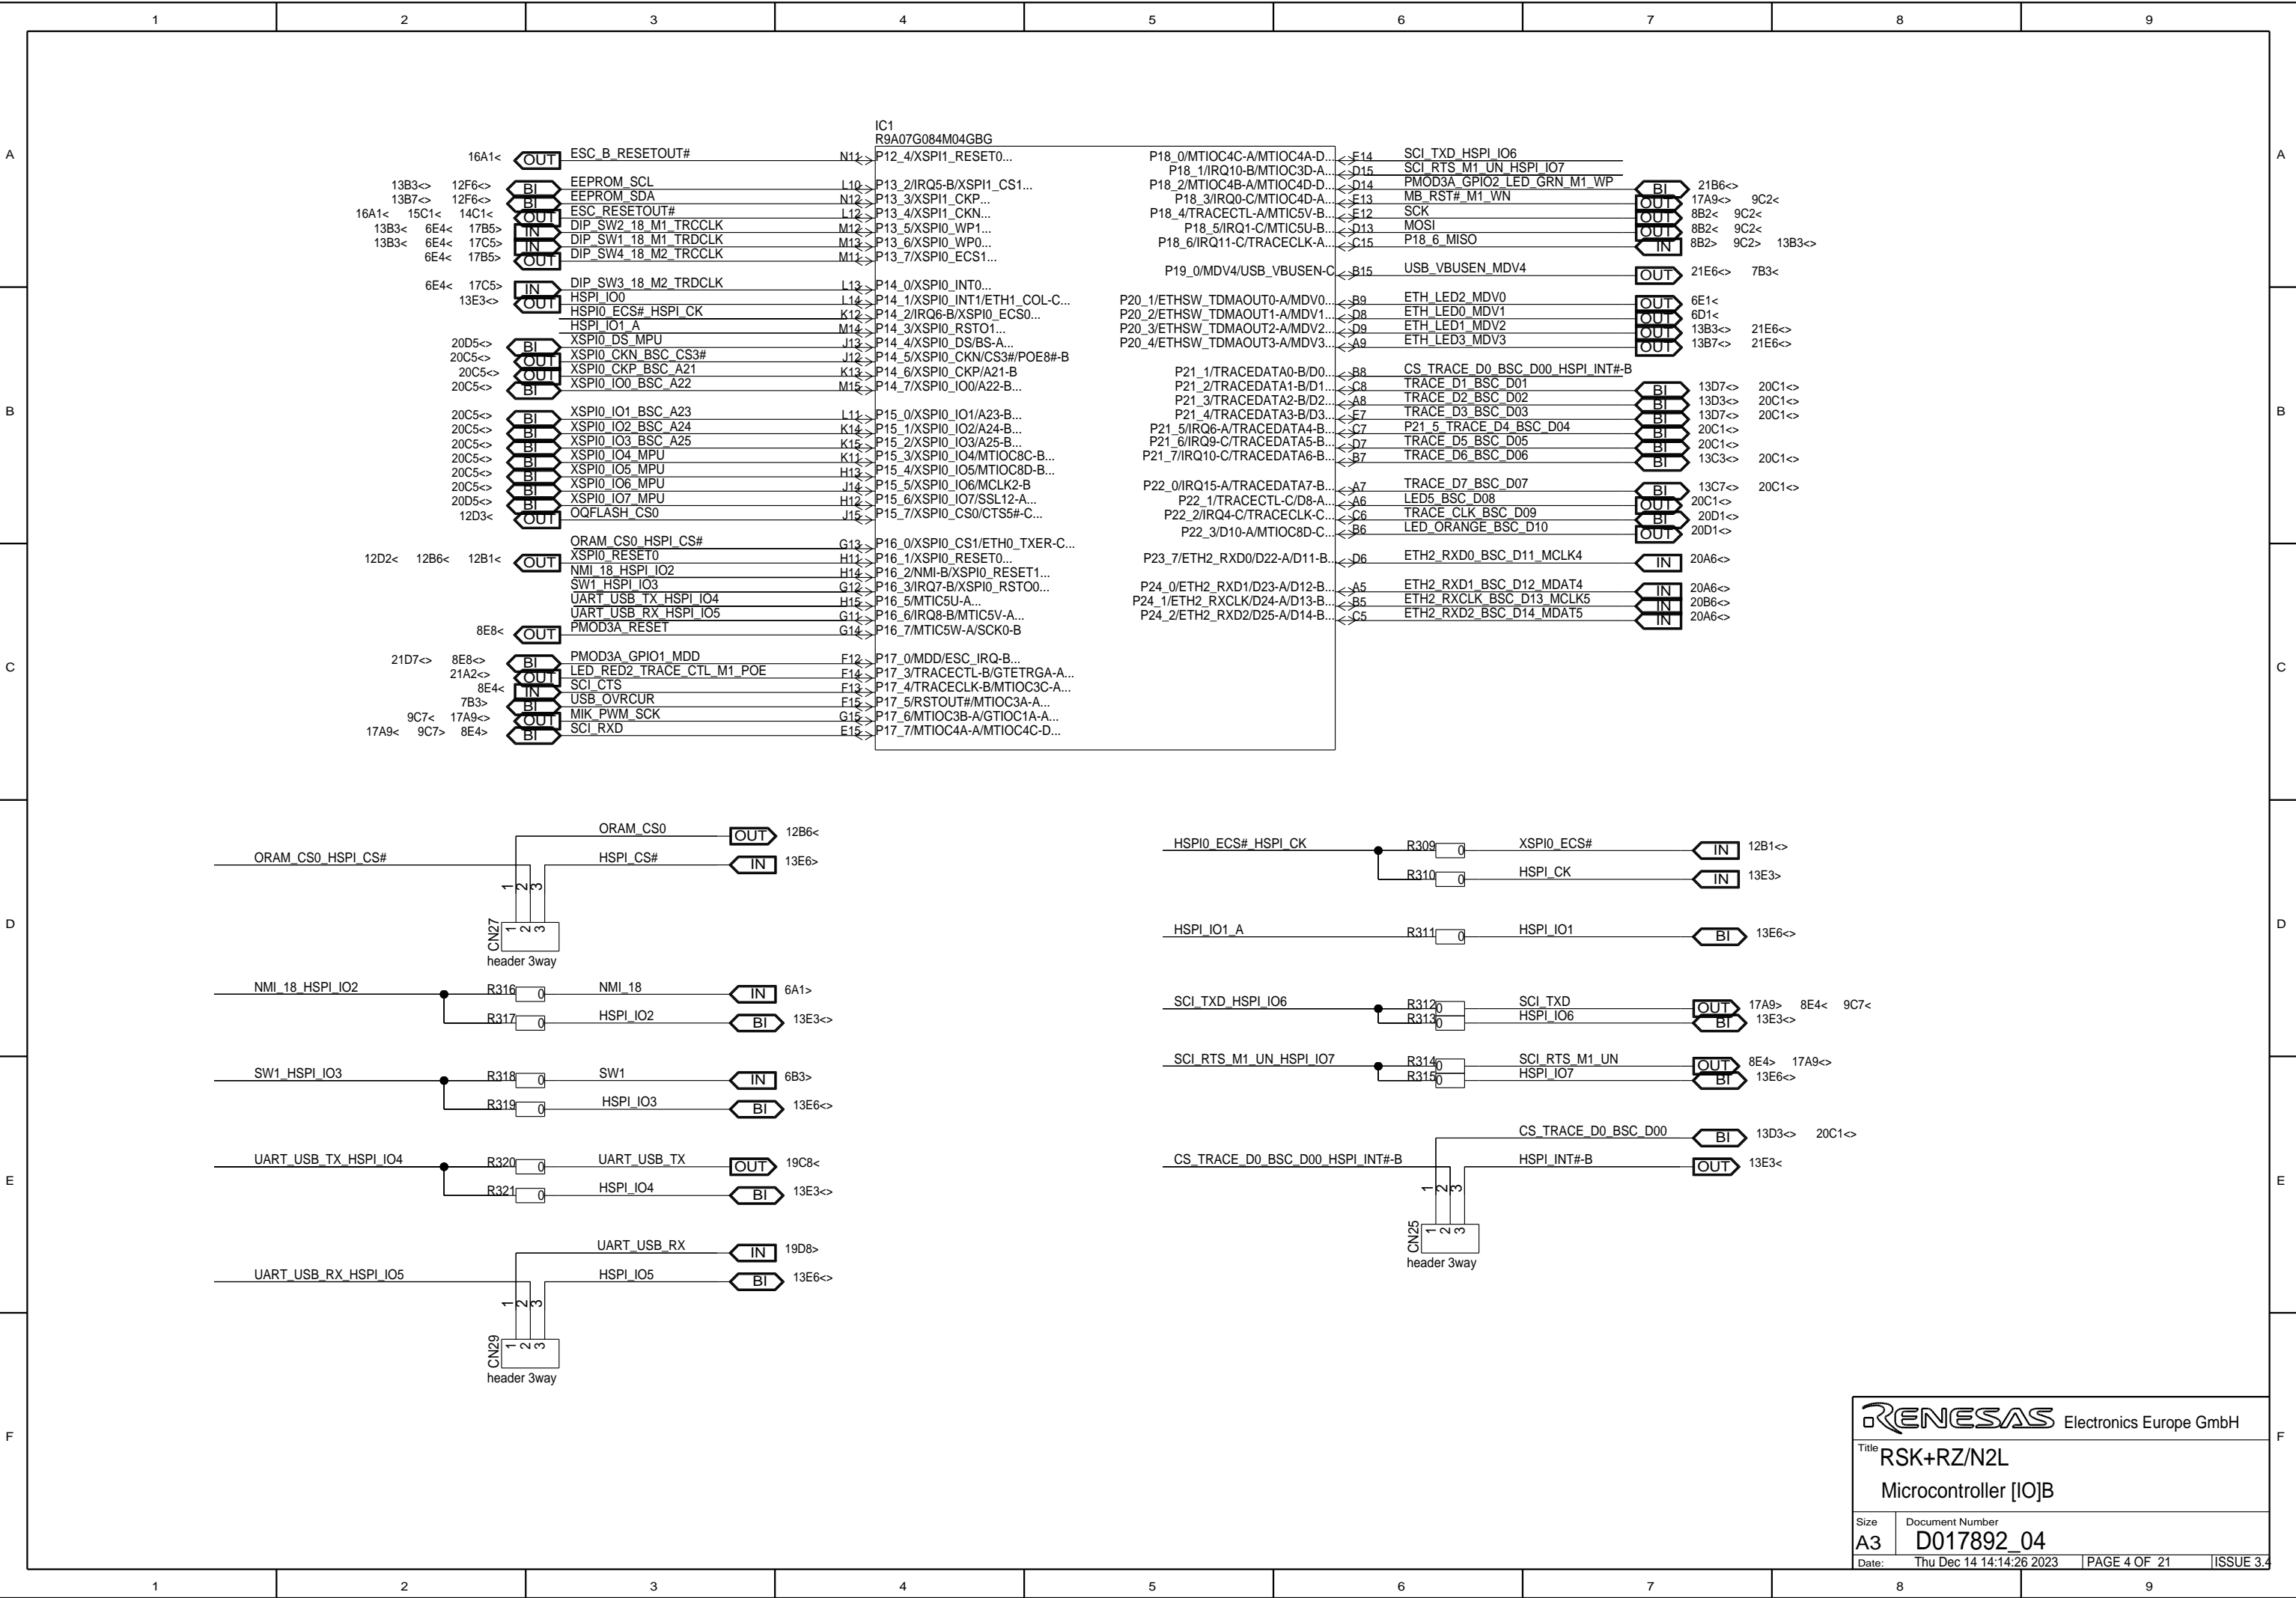 1 2 3 4 5 6 7 8 9
A A
B B
C C
D D
E E
F F
IC1
R9A07G084M04GBG
16A1< OUT ESC_B_RESETOUT# N11 P12_4/XSPI1_RESET0...
13B3<> 12F6<> BI EEPROM_SCL L10 P13_2/IRQ5-B/XSPI1_CS1...
13B7<> 12F6<> BI EEPROM_SDA N12 P13_3/XSPI1_CKP...
16A1< 15C1< 14C1< OUT ESC_RESETOUT# L12 P13_4/XSPI1_CKN...
13B3< 6E4< 17B5> IN DIP_SW2_18_M1_TRCCLK M12 P13_5/XSPI0_WP1...
13B3< 6E4< 17C5> IN DIP_SW1_18_M1_TRDCLK M13 P13_6/XSPI0_WP0...
6E4< 17B5> OUT DIP_SW4_18_M2_TRCCLK M11 P13_7/XSPI0_ECS1...
6E4< 17C5> IN DIP_SW3_18_M2_TRDCLK L13 P14_0/XSPI0_INT0...
13E3<> OUT HSPI_IO0 L14 P14_1/XSPI0_INT1/ETH1_COL-C...
HSPI0_ECS#_HSPI_CK K12 P14_2/IRQ6-B/XSPI0_ECS0...
HSPI_IO1_A M14 P14_3/XSPI0_RSTO1...
20D5<> BI XSPI0_DS_MPU J13 P14_4/XSPI0_DS/BS-A...
20C5<> OUT XSPI0_CKN_BSC_CS3# J12 P14_5/XSPI0_CKN/CS3#/POE8#-B
20C5<> OUT XSPI0_CKP_BSC_A21 K13 P14_6/XSPI0_CKP/A21-B
20C5<> BI XSPI0_IO0_BSC_A22 M15 P14_7/XSPI0_IO0/A22-B...
20C5<> BI XSPI0_IO1_BSC_A23 L11 P15_0/XSPI0_IO1/A23-B...
20C5<> BI XSPI0_IO2_BSC_A24 K14 P15_1/XSPI0_IO2/A24-B...
20C5<> BI XSPI0_IO3_BSC_A25 K15 P15_2/XSPI0_IO3/A25-B...
20C5<> BI XSPI0_IO4_MPU K11 P15_3/XSPI0_IO4/MTIOC8C-B...
20C5<> BI XSPI0_IO5_MPU H13 P15_4/XSPI0_IO5/MTIOC8D-B...
20C5<> BI XSPI0_IO6_MPU J14 P15_5/XSPI0_IO6/MCLK2-B
20D5<> BI XSPI0_IO7_MPU H12 P15_6/XSPI0_IO7/SSL12-A...
12D3< OUT OQFLASH_CS0 J15 P15_7/XSPI0_CS0/CTS5#-C...
ORAM_CS0_HSPI_CS# G13 P16_0/XSPI0_CS1/ETH0_TXER-C...
12D2< 12B6< 12B1< OUT XSPI0_RESET0 H11 P16_1/XSPI0_RESET0...
NMI_18_HSPI_IO2 H14 P16_2/NMI-B/XSPI0_RESET1...
SW1_HSPI_IO3 G12 P16_3/IRQ7-B/XSPI0_RSTO0...
UART_USB_TX_HSPI_IO4 H15 P16_5/MTIC5U-A...
UART_USB_RX_HSPI_IO5 G11 P16_6/IRQ8-B/MTIC5V-A...
8E8< OUT PMOD3A_RESET G14 P16_7/MTIC5W-A/SCK0-B
21D7<> 8E8<> BI PMOD3A_GPIO1_MDD F12 P17_0/MDD/ESC_IRQ-B...
21A2<> OUT LED_RED2_TRACE_CTL_M1_POE F14 P17_3/TRACECTL-B/GTETRGA-A...
8E4< IN SCI_CTS F13 P17_4/TRACECLK-B/MTIOC3C-A...
7B3> BI USB_OVRCUR F15 P17_5/RSTOUT#/MTIOC3A-A...
9C7< 17A9<> OUT MIK_PWM_SCK G15 P17_6/MTIOC3B-A/GTIOC1A-A...
17A9< 9C7> 8E4> BI SCI_RXD E15 P17_7/MTIOC4A-A/MTIOC4C-D...
P18_0/MTIOC4C-A/MTIOC4A-D... E14 SCI_TXD_HSPI_IO6
P18_1/IRQ10-B/MTIOC3D-A... D15 SCI_RTS_M1_UN_HSPI_IO7
P18_2/MTIOC4B-A/MTIOC4D-D... D14 PMOD3A_GPIO2_LED_GRN_M1_WP BI 21B6<>
P18_3/IRQ0-C/MTIOC4D-A... E13 MB_RST#_M1_WN OUT 17A9<> 9C2<
P18_4/TRACECTL-A/MTIC5V-B... E12 SCK OUT 8B2< 9C2<
P18_5/IRQ1-C/MTIC5U-B... D13 MOSI OUT 8B2< 9C2<
P18_6/IRQ11-C/TRACECLK-A... C15 P18_6_MISO IN 8B2> 9C2> 13B3<>
P19_0/MDV4/USB_VBUSEN-C B15 USB_VBUSEN_MDV4 OUT 21E6<> 7B3<
P20_1/ETHSW_TDMAOUT0-A/MDV0... B9 ETH_LED2_MDV0 OUT 6E1<
P20_2/ETHSW_TDMAOUT1-A/MDV1... D8 ETH_LED0_MDV1 OUT 6D1<
P20_3/ETHSW_TDMAOUT2-A/MDV2... D9 ETH_LED1_MDV2 OUT 13B3<> 21E6<>
P20_4/ETHSW_TDMAOUT3-A/MDV3... A9 ETH_LED3_MDV3 OUT 13B7<> 21E6<>
P21_1/TRACEDATA0-B/D0... B8 CS_TRACE_D0_BSC_D00_HSPI_INT#-B
P21_2/TRACEDATA1-B/D1... C8 TRACE_D1_BSC_D01 BI 13D7<> 20C1<>
P21_3/TRACEDATA2-B/D2... A8 TRACE_D2_BSC_D02 BI 13D3<> 20C1<>
P21_4/TRACEDATA3-B/D3... E7 TRACE_D3_BSC_D03 BI 13D7<> 20C1<>
P21_5/IRQ6-A/TRACEDATA4-B... C7 P21_5_TRACE_D4_BSC_D04 BI 20C1<>
P21_6/IRQ9-C/TRACEDATA5-B... D7 TRACE_D5_BSC_D05 BI 20C1<>
P21_7/IRQ10-C/TRACEDATA6-B... B7 TRACE_D6_BSC_D06 BI 13C3<> 20C1<>
P22_0/IRQ15-A/TRACEDATA7-B... A7 TRACE_D7_BSC_D07 BI 13C7<> 20C1<>
P22_1/TRACECTL-C/D8-A... A6 LED5_BSC_D08 OUT 20C1<>
P22_2/IRQ4-C/TRACECLK-C... C6 TRACE_CLK_BSC_D09 BI 20D1<>
P22_3/D10-A/MTIOC8D-C... B6 LED_ORANGE_BSC_D10 OUT 20D1<>
P23_7/ETH2_RXD0/D22-A/D11-B... D6 ETH2_RXD0_BSC_D11_MCLK4 IN 20A6<>
P24_0/ETH2_RXD1/D23-A/D12-B... A5 ETH2_RXD1_BSC_D12_MDAT4 IN 20A6<>
P24_1/ETH2_RXCLK/D24-A/D13-B... B5 ETH2_RXCLK_BSC_D13_MCLK5 IN 20B6<>
P24_2/ETH2_RXD2/D25-A/D14-B... C5 ETH2_RXD2_BSC_D14_MDAT5 IN 20A6<>
ORAM_CS0 OUT 12B6<
ORAM_CS0_HSPI_CS# HSPI_CS# IN 13E6>
1 2 3
CN27 1 2 3
header 3way
NMI_18_HSPI_IO2 R316 0 NMI_18 IN 6A1>
R317 0 HSPI_IO2 BI 13E3<>
SW1_HSPI_IO3 R318 0 SW1 IN 6B3>
R319 0 HSPI_IO3 BI 13E6<>
UART_USB_TX_HSPI_IO4 R320 0 UART_USB_TX OUT 19C8<
R321 0 HSPI_IO4 BI 13E3<>
UART_USB_RX IN 19D8>
UART_USB_RX_HSPI_IO5 HSPI_IO5 BI 13E6<>
1 2 3
CN29 1 2 3
header 3way
HSPI0_ECS#_HSPI_CK R309 0 XSPI0_ECS# IN 12B1<>
R310 0 HSPI_CK IN 13E3>
HSPI_IO1_A R311 0 HSPI_IO1 BI 13E6<>
SCI_TXD_HSPI_IO6 R312 0 SCI_TXD OUT 17A9> 8E4< 9C7<
R313 0 HSPI_IO6 BI 13E3<>
SCI_RTS_M1_UN_HSPI_IO7 R314 0 SCI_RTS_M1_UN OUT 8E4> 17A9<>
R315 0 HSPI_IO7 BI 13E6<>
CS_TRACE_D0_BSC_D00 BI 13D3<> 20C1<>
CS_TRACE_D0_BSC_D00_HSPI_INT#-B HSPI_INT#-B OUT 13E3<
1 2 3
CN25 1 2 3
header 3way
RENESAS Electronics Europe GmbH
Title RSK+RZ/N2L
Microcontroller [IO]B
Size Document Number
A3 D017892_04
Date: Thu Dec 14 14:14:26 2023 PAGE 4 OF 21 ISSUE 3.4
1 2 3 4 5 6 7 8 9